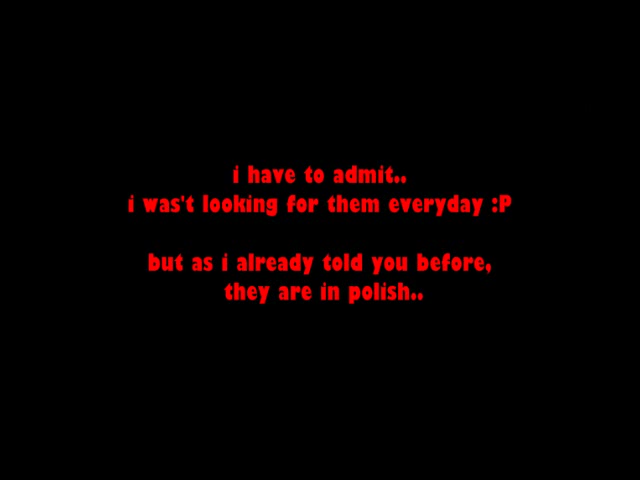 i have to admit..
i was't looking for them everyday :P
but as i already told you before,
they are in polish..